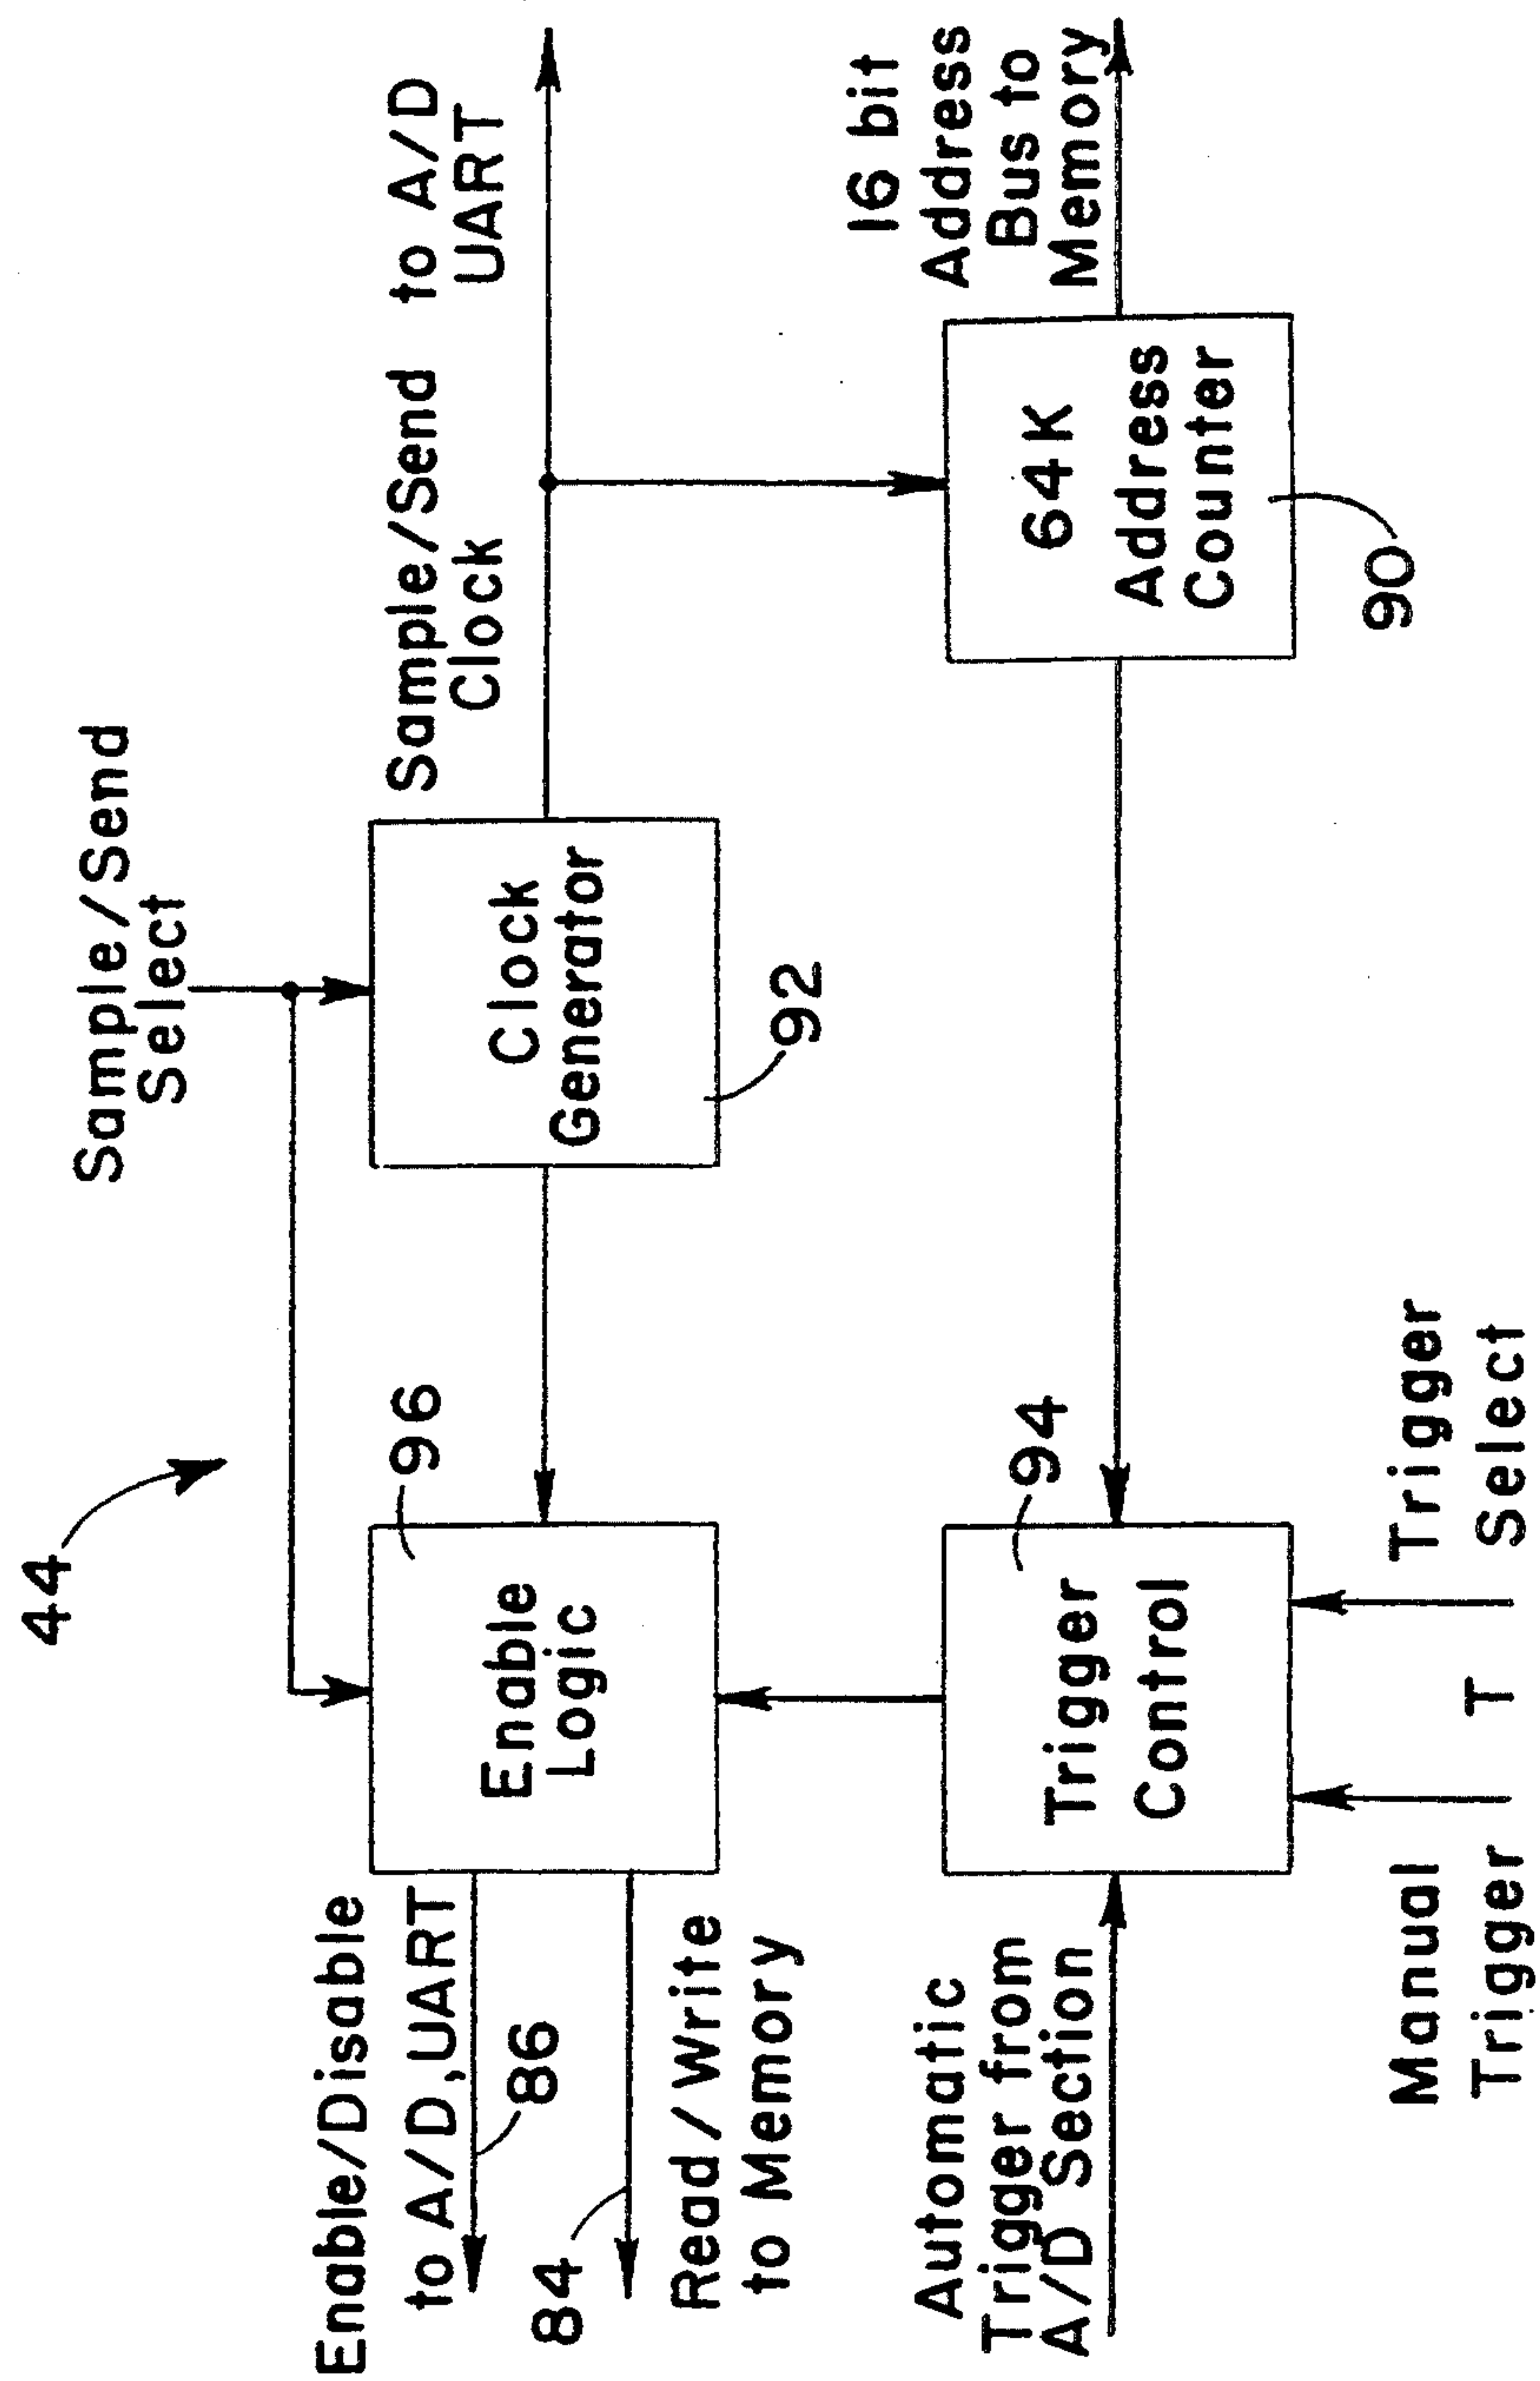 44
Sample/Send
Select
Enable/Disable
to A/D,UART
86
84
Read/Write
to Memory
96
Enable
Logic
Clock
Generator
92
Sample/Send to A/D
Clock UART
Automatic
Trigger from
A/D Section
94
Trigger
Control
64K
Address
Counter
90
16 bit
Address
Bus to
Memory
Manual
Trigger
T
Trigger
Select